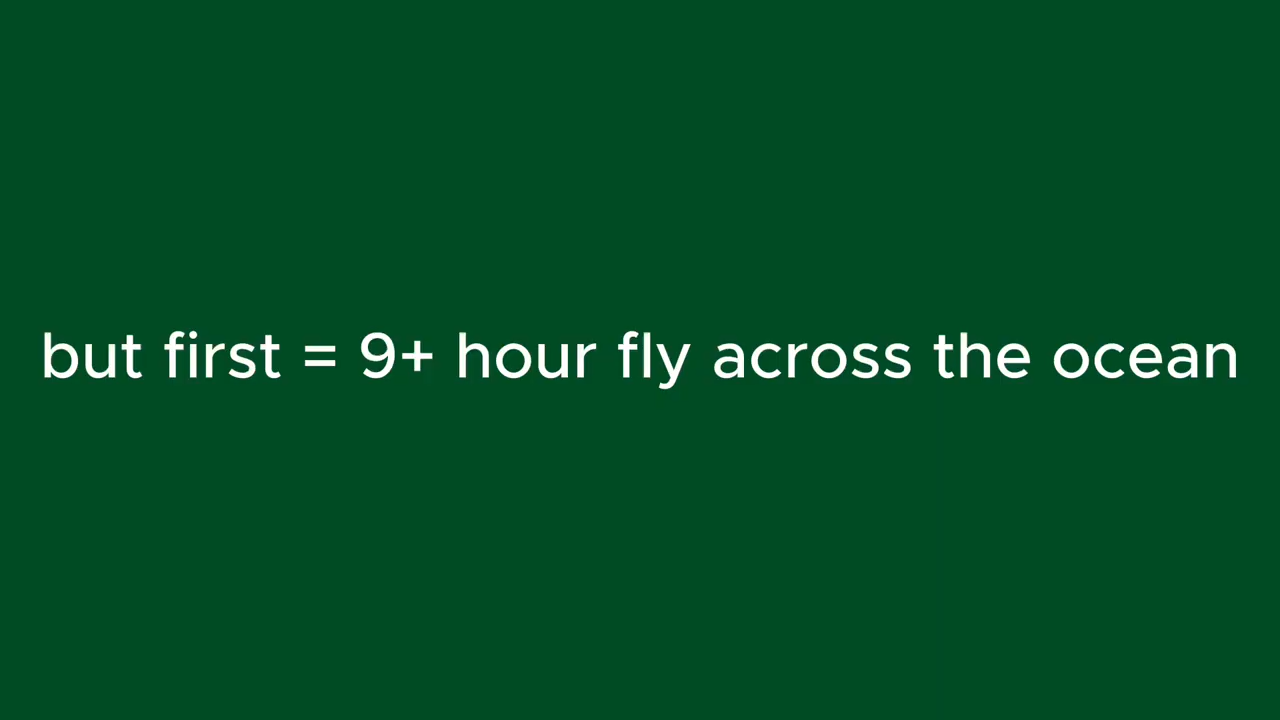 but first = 9+ hour fly across the ocean